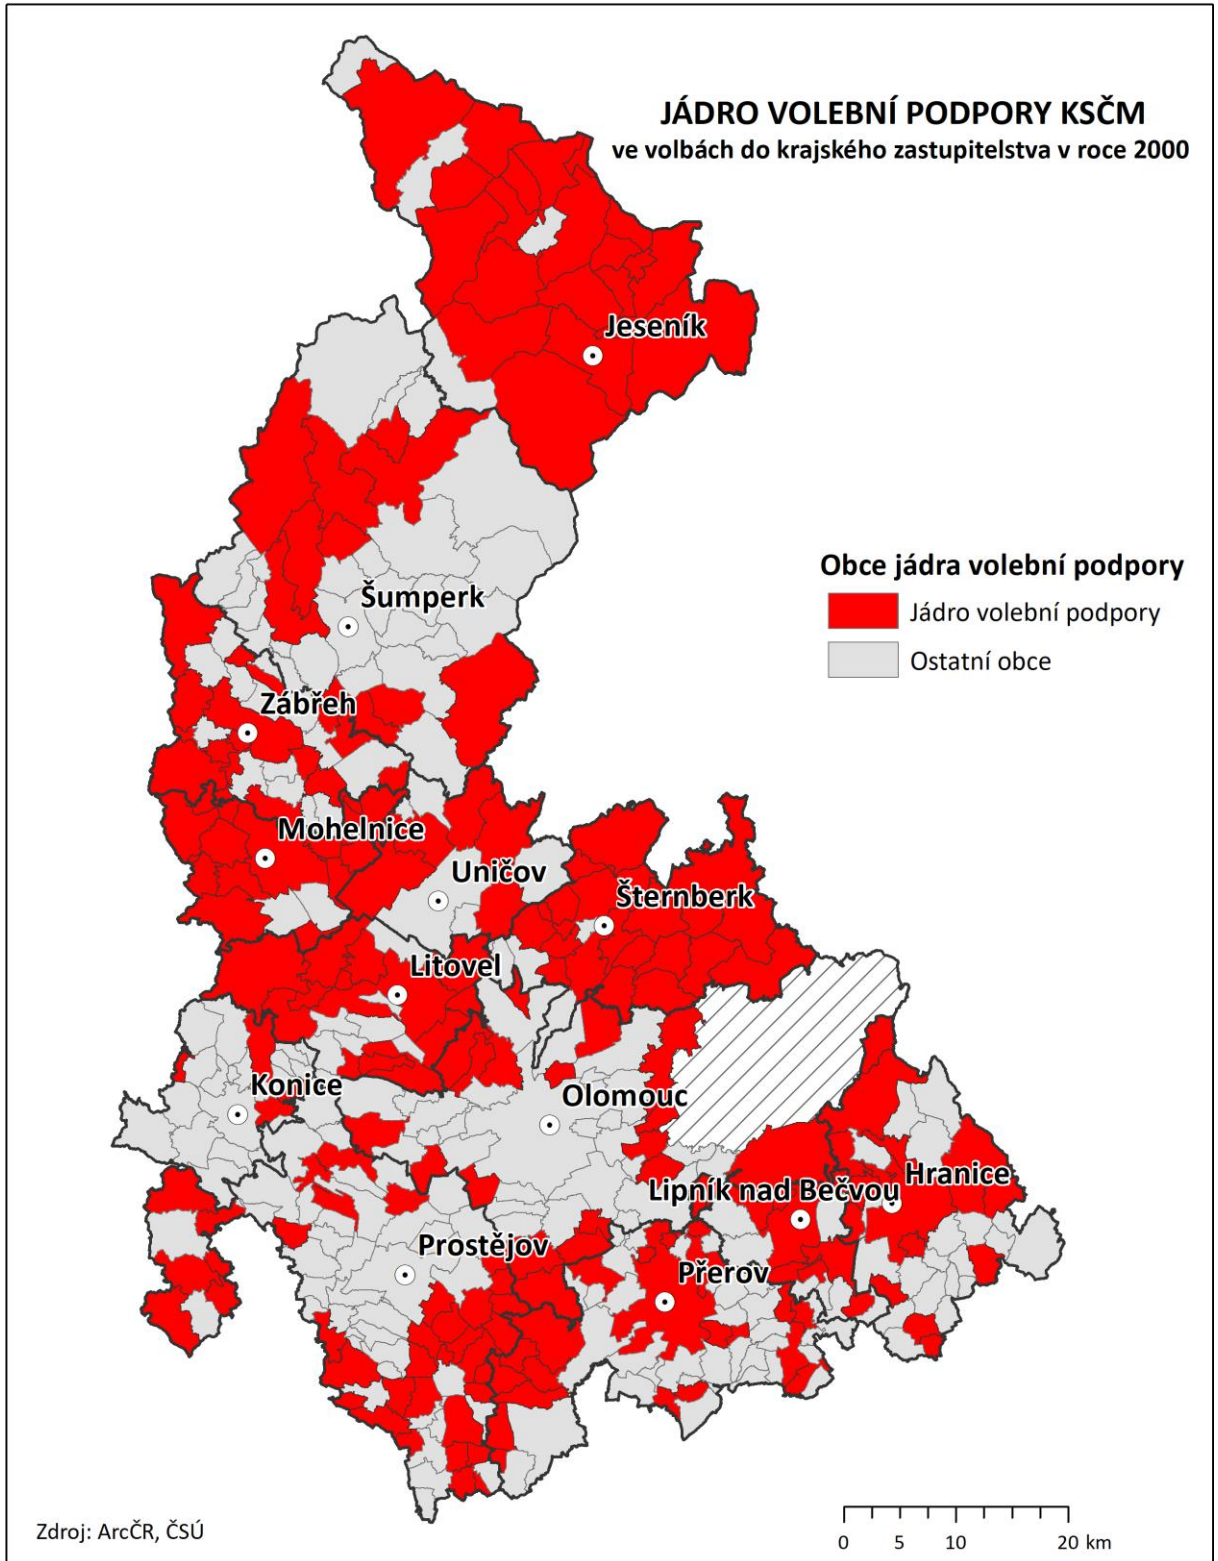 JÁDRO VOLEBNÍ PODPORY KSČM
ve volbách do krajského zastupitelstva v roce 2000
Jeseník
Obce jádra volební podpory
Jádro volební podpory
Ostatní obce
Šumperk
Zábřeh
Mohelnice
Uničov
Šternberk
Litovel
Konice
Olomouc
Hranice
Lipník nad Bečvou
Prostějov
Přerov
Zdroj: ArcČR, ČSÚ
0 5 10 20 km